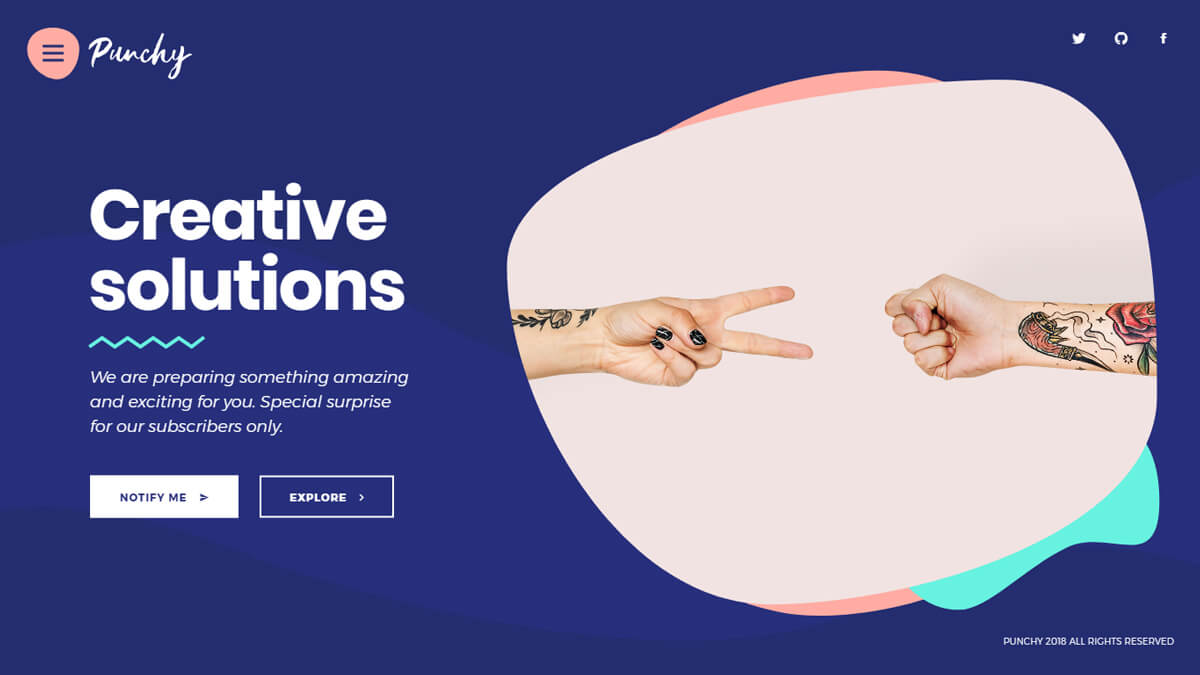 Punchy
Creative
solutions
We are preparing something amazing
and exciting for you. Special surprise
for our subscribers only.
NOTIFY ME
EXPLORE
PUNCHY 2018 ALL RIGHTS RESERVED